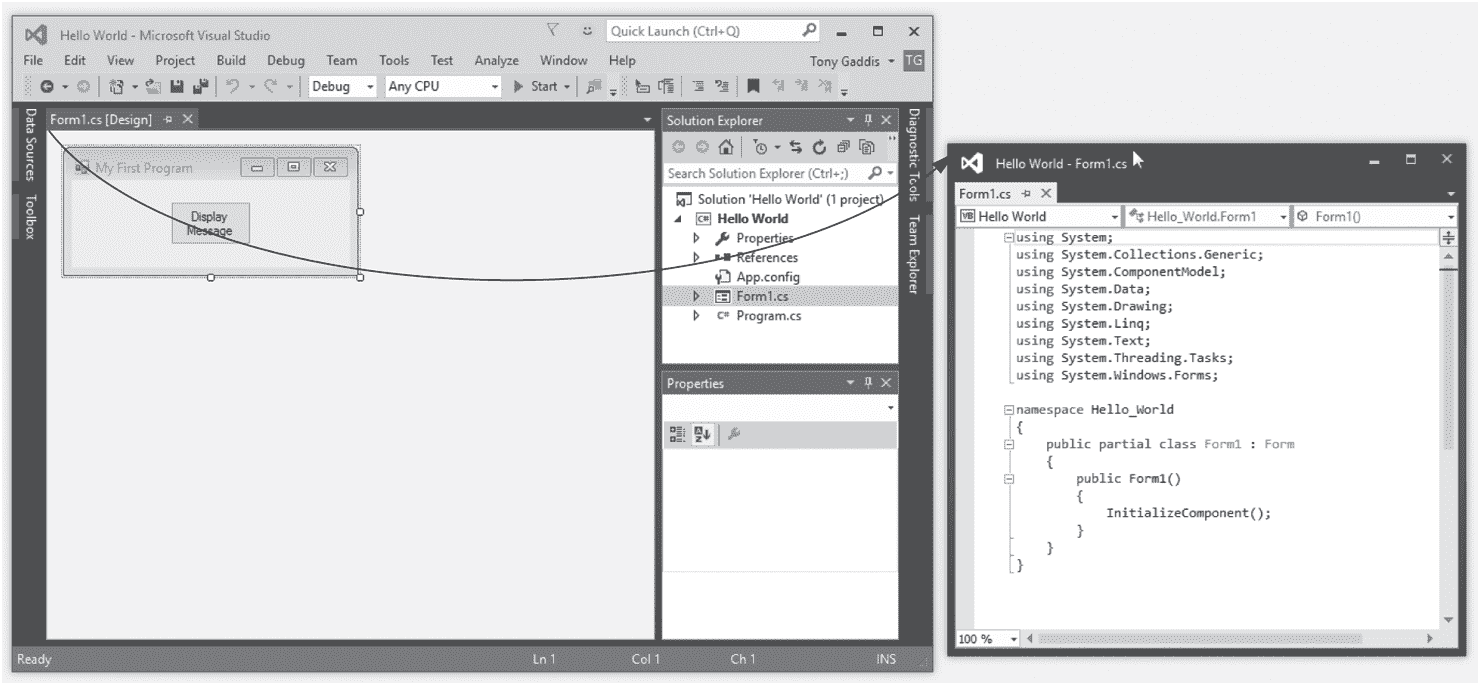 Hello World - Microsoft Visual Studio
Quick Launch (Ctrl+Q)
File Edit View Project Build Debug Team Tools Test Analyze Window Help
Tony Gaddis TG
Debug Any CPU Start
Data Sources
Toolbox
Form1.cs [Design]
My First Program
Display
Message
Solution Explorer
Search Solution Explorer (Ctrl+;)
Solution 'Hello World' (1 project)
C# Hello World
Properties
References
App.config
Form1.cs
C# Program.cs
Properties
Diagnostic Tools
Team Explorer
Ready Ln 1 Col 1 Ch 1 INS
Hello World - Form1.cs
Form1.cs
VB Hello World Hello_World.Form1 Form1()
using System;
using System.Collections.Generic;
using System.ComponentModel;
using System.Data;
using System.Drawing;
using System.Linq;
using System.Text;
using System.Threading.Tasks;
using System.Windows.Forms;
namespace Hello_World
{
public partial class Form1 : Form
{
public Form1()
{
InitializeComponent();
}
}
}
100 %